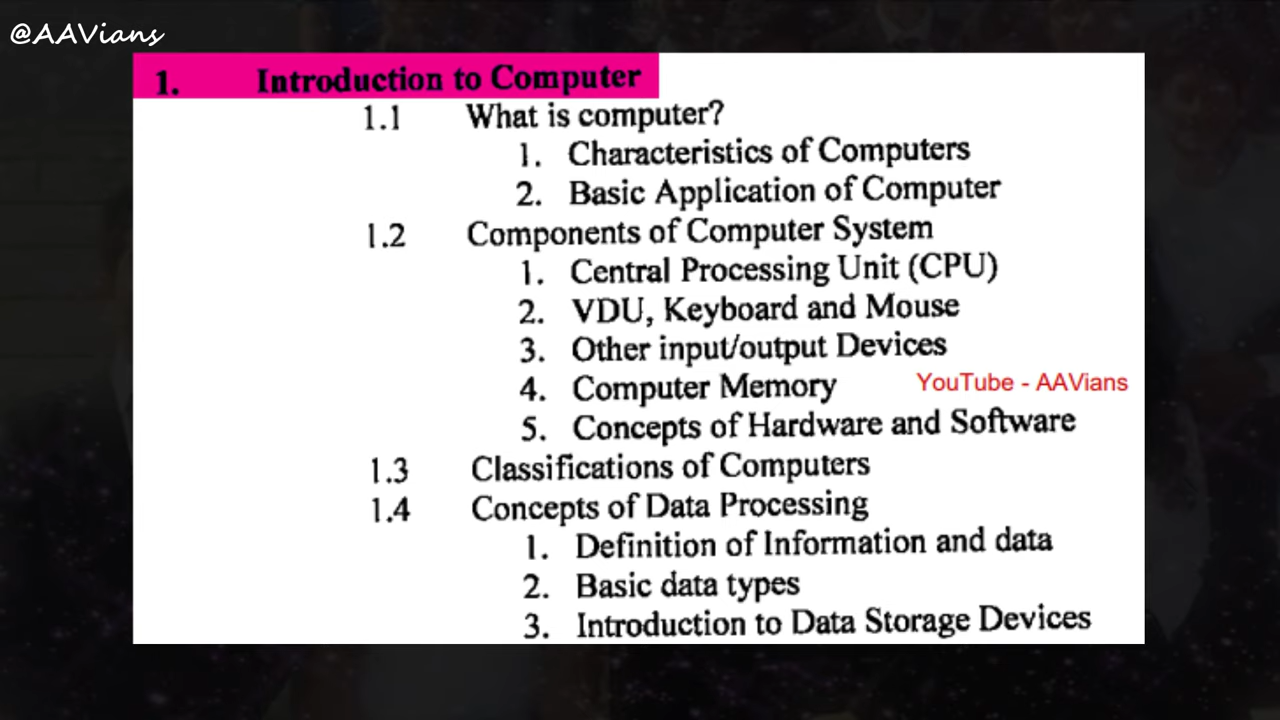 @AAVians
1. Introduction to Computer
1.1 What is computer?
1. Characteristics of Computers
2. Basic Application of Computer
1.2 Components of Computer System
1. Central Processing Unit (CPU)
2. VDU, Keyboard and Mouse
3. Other input/output Devices
4. Computer Memory YouTube - AAVians
5. Concepts of Hardware and Software
1.3 Classifications of Computers
1.4 Concepts of Data Processing
1. Definition of Information and data
2. Basic data types
3. Introduction to Data Storage Devices